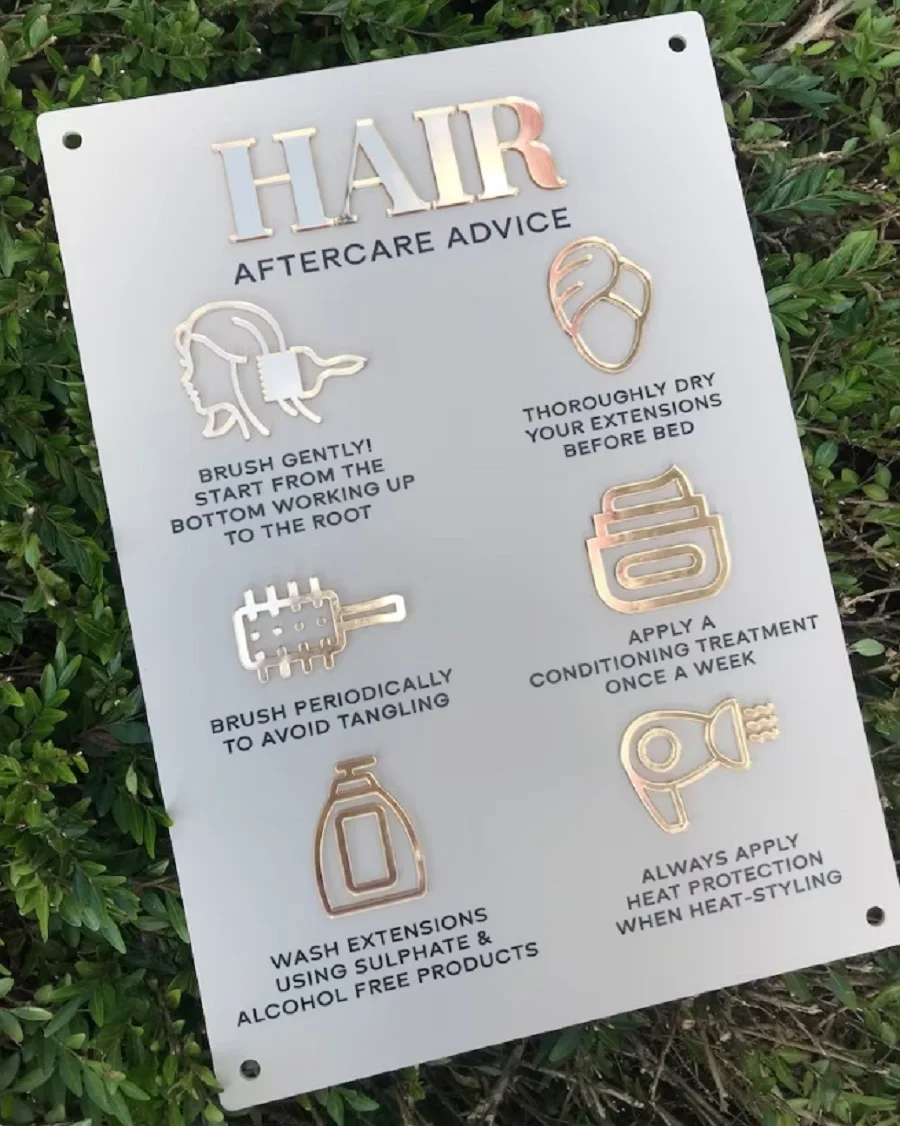 HAIR
AFTERCARE ADVICE
BRUSH GENTLY!
START FROM THE
BOTTOM WORKING UP
TO THE ROOT
THOROUGHLY DRY
YOUR EXTENSIONS
BEFORE BED
BRUSH PERIODICALLY
TO AVOID TANGLING
APPLY A
CONDITIONING TREATMENT
ONCE A WEEK
WASH EXTENSIONS
USING SULPHATE &
ALCOHOL FREE PRODUCTS
ALWAYS APPLY
HEAT PROTECTION
WHEN HEAT-STYLING